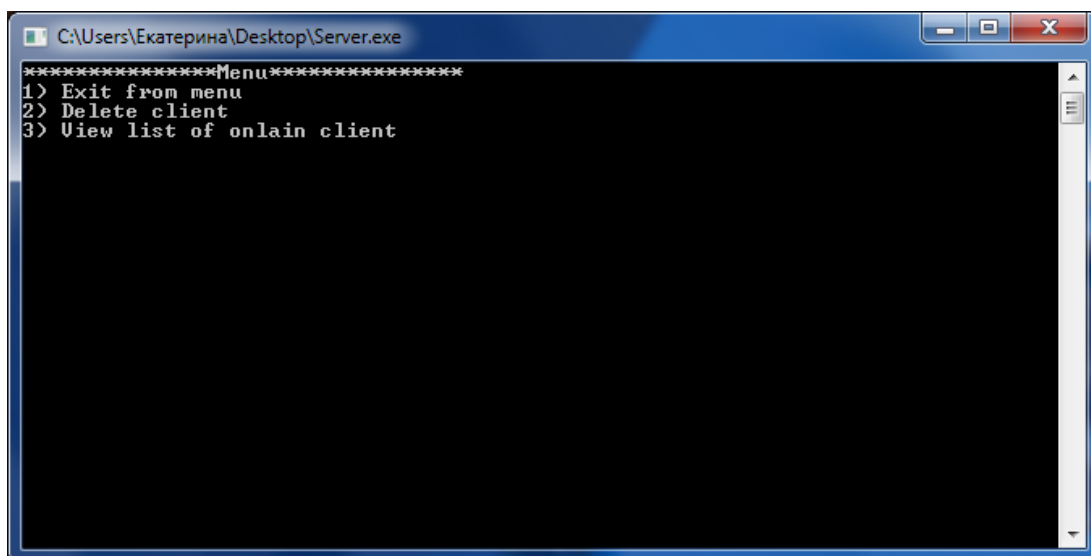 C:\Users\Екатерина\Desktop\Server.exe
***************Menu***************
1) Exit from menu
2) Delete client
3) View list of onlain client